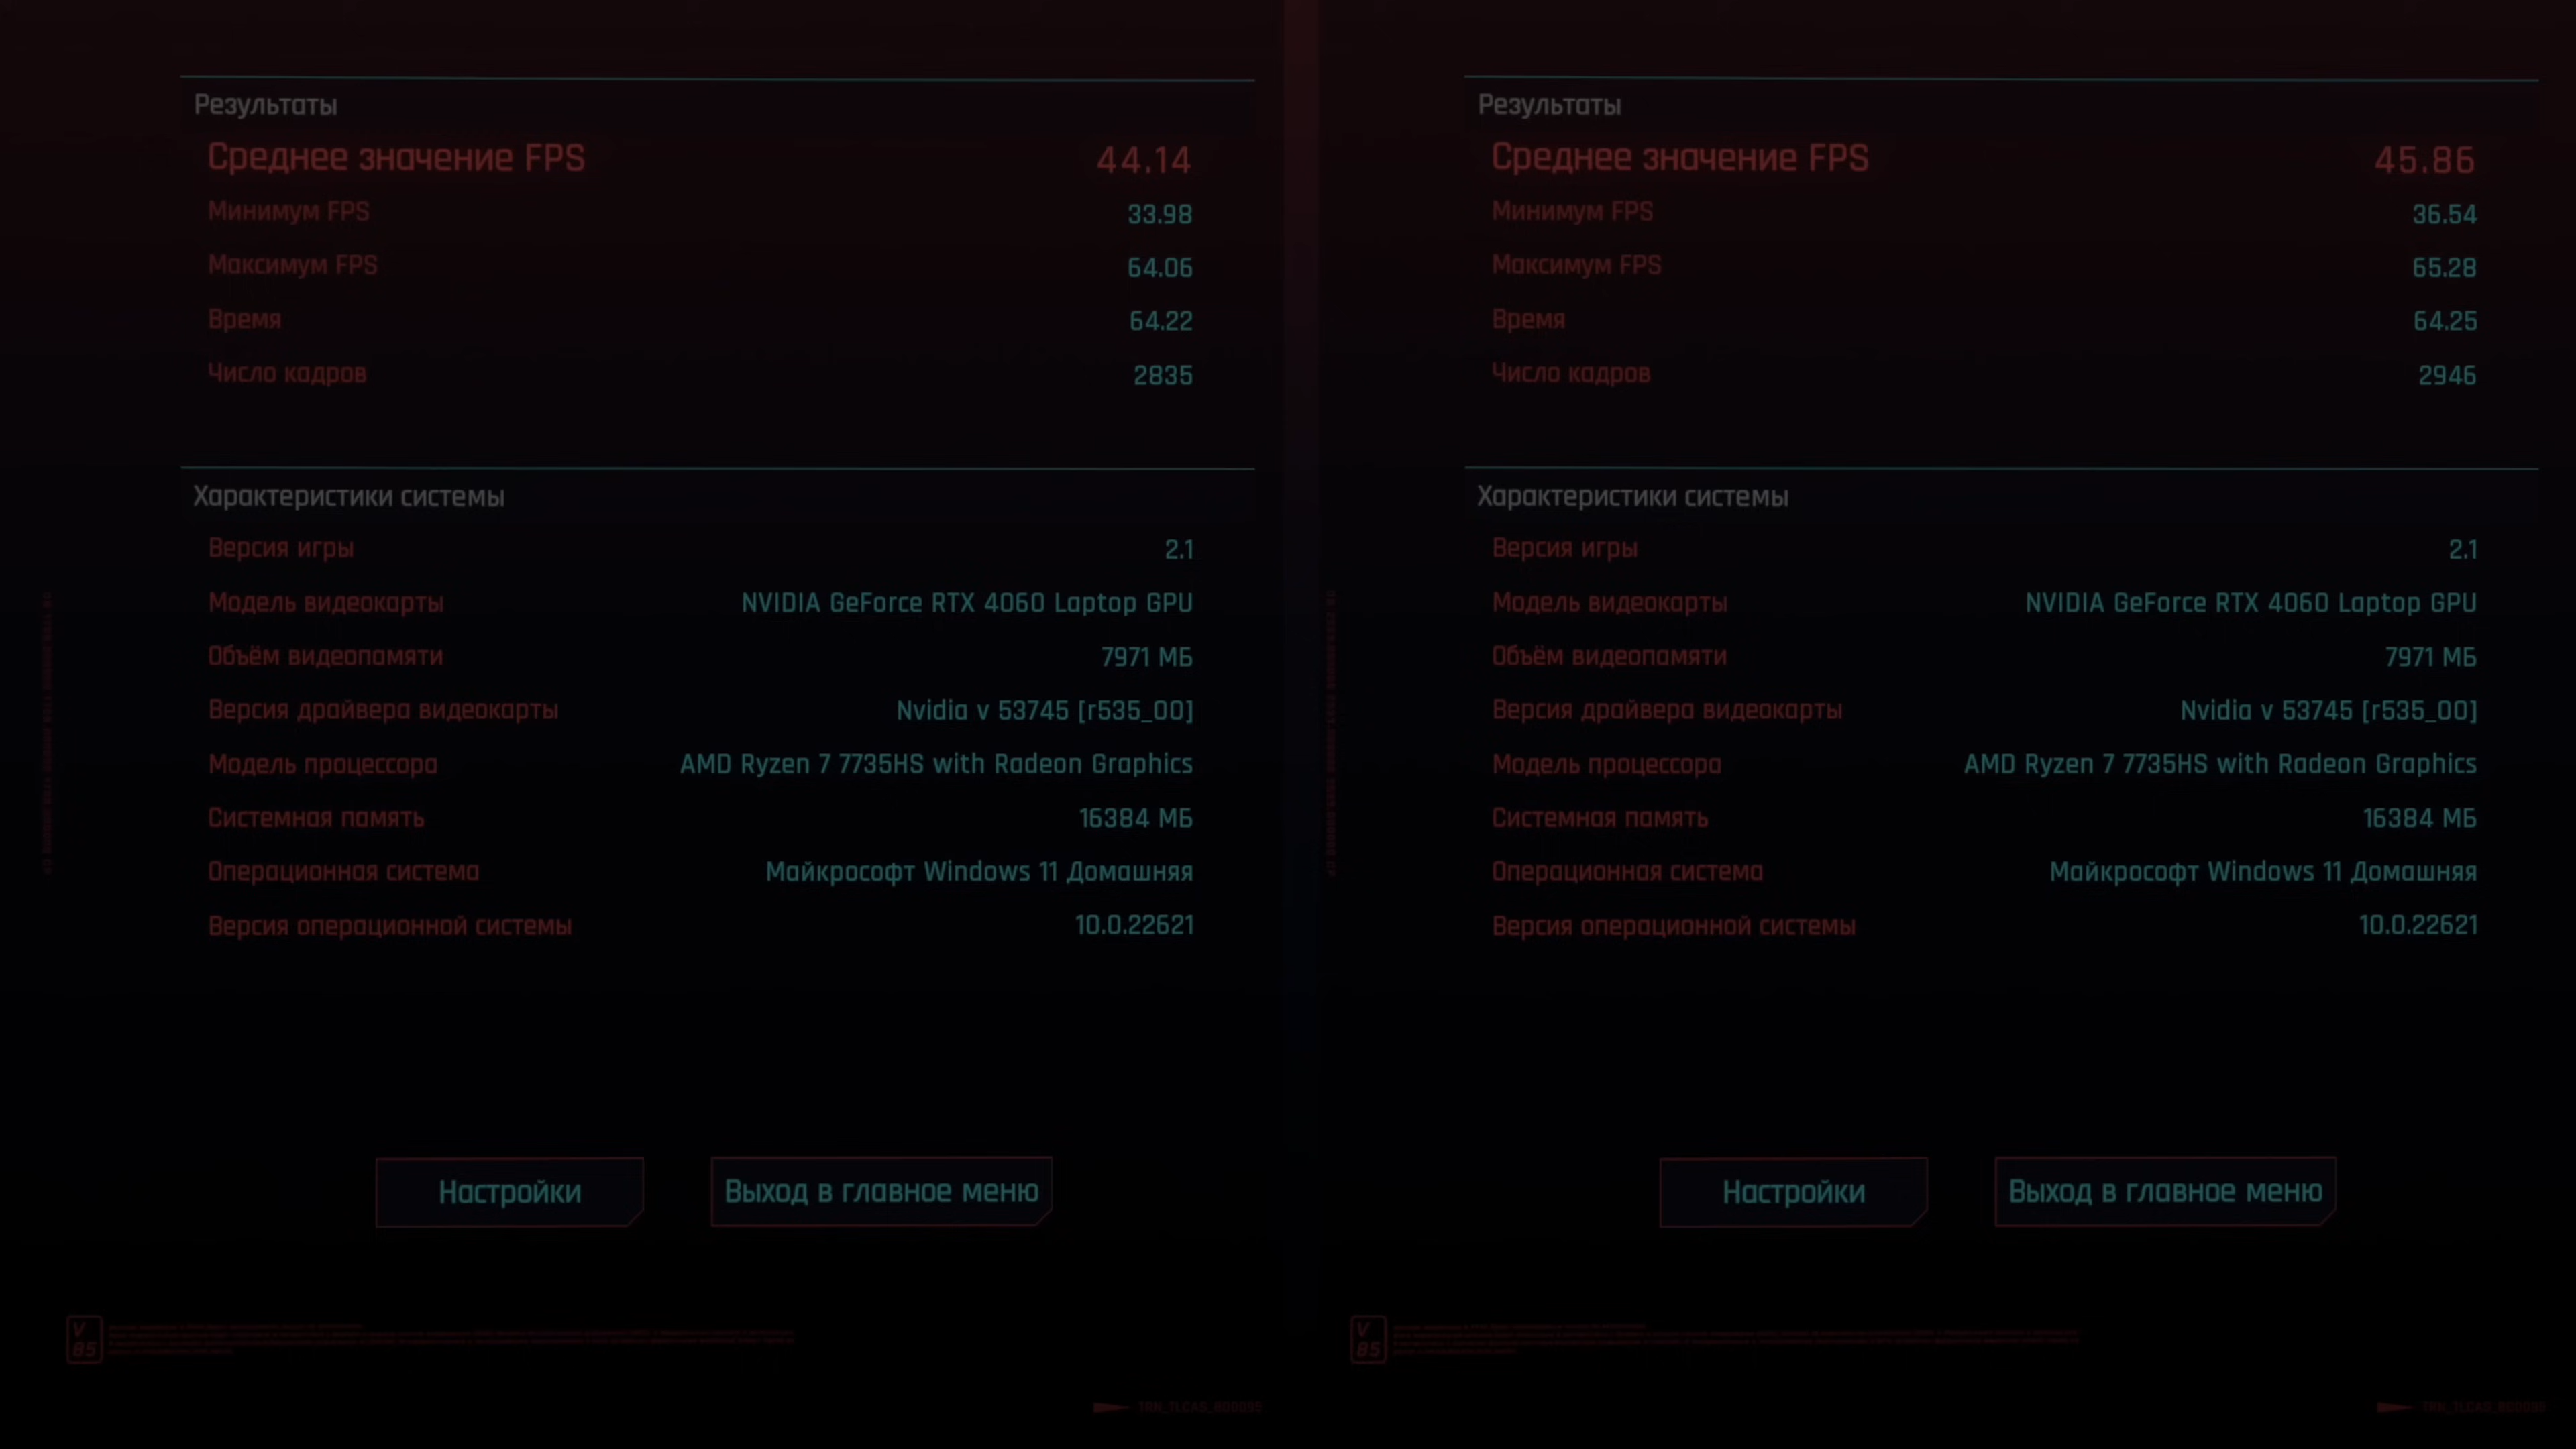 Результаты
Среднее значение FPS 44.14
Минимум FPS 33.98
Максимум FPS 64.06
Время 64.22
Число кадров 2835
Характеристики системы
Версия игры 2.1
Модель видеокарты NVIDIA GeForce RTX 4060 Laptop GPU
Объём видеопамяти 7971 МБ
Версия драйвера видеокарты Nvidia v 53745 [r535_00]
Модель процессора AMD Ryzen 7 7735HS with Radeon Graphics
Системная память 16384 МБ
Операционная система Майкрософт Windows 11 Домашняя
Версия операционной системы 10.0.22621
Настройки
Выход в главное меню
V
85
Результаты
Среднее значение FPS 45.86
Минимум FPS 36.54
Максимум FPS 65.28
Время 64.25
Число кадров 2946
Характеристики системы
Версия игры 2.1
Модель видеокарты NVIDIA GeForce RTX 4060 Laptop GPU
Объём видеопамяти 7971 МБ
Версия драйвера видеокарты Nvidia v 53745 [r535_00]
Модель процессора AMD Ryzen 7 7735HS with Radeon Graphics
Системная память 16384 МБ
Операционная система Майкрософт Windows 11 Домашняя
Версия операционной системы 10.0.22621
Настройки
Выход в главное меню
V
85